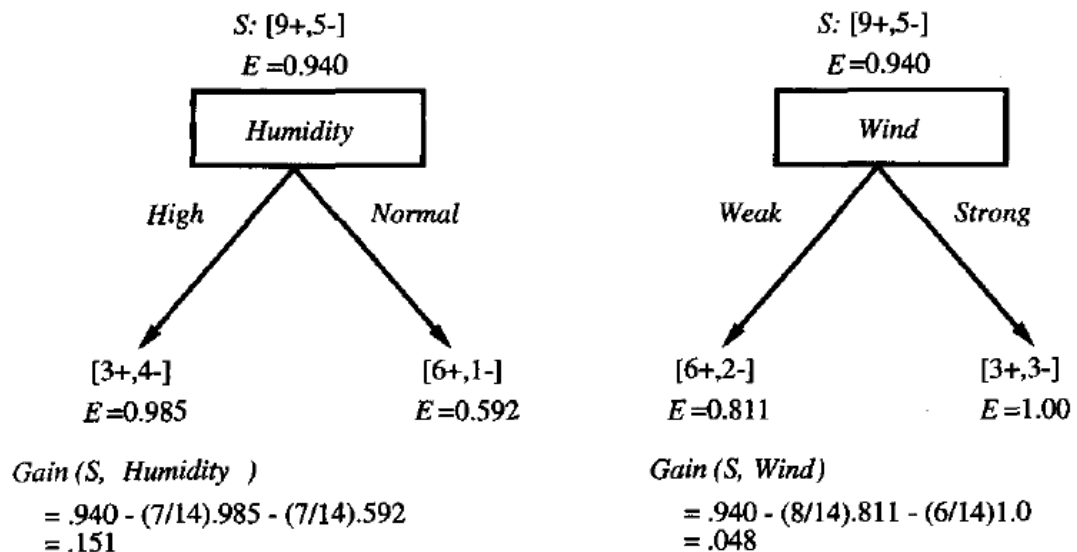 S: [9+,5-]
E =0.940
Humidity
High
Normal
[3+,4-]
E =0.985
[6+,1-]
E =0.592
Gain (S, Humidity )
= .940 - (7/14).985 - (7/14).592
= .151
S: [9+,5-]
E =0.940
Wind
Weak
Strong
[6+,2-]
E =0.811
[3+,3-]
E =1.00
Gain (S, Wind)
= .940 - (8/14).811 - (6/14)1.0
= .048